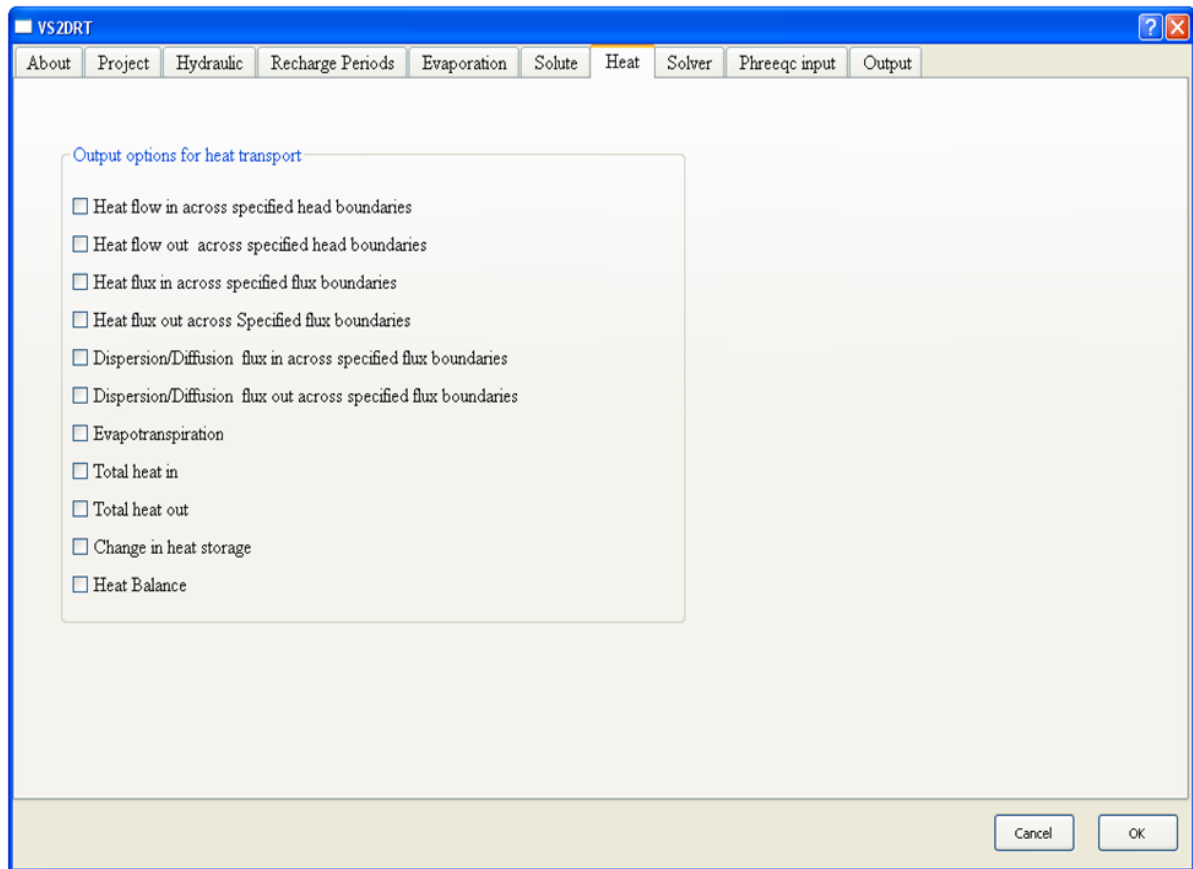 VS2DRT
About Project Hydraulic Recharge Periods Evaporation Solute Heat Solver Phreeqc input Output
Output options for heat transport
Heat flow in across specified head boundaries
Heat flow out across specified head boundaries
Heat flux in across specified flux boundaries
Heat flux out across Specified flux boundaries
Dispersion/Diffusion flux in across specified flux boundaries
Dispersion/Diffusion flux out across specified flux boundaries
Evapotranspiration
Total heat in
Total heat out
Change in heat storage
Heat Balance
Cancel OK